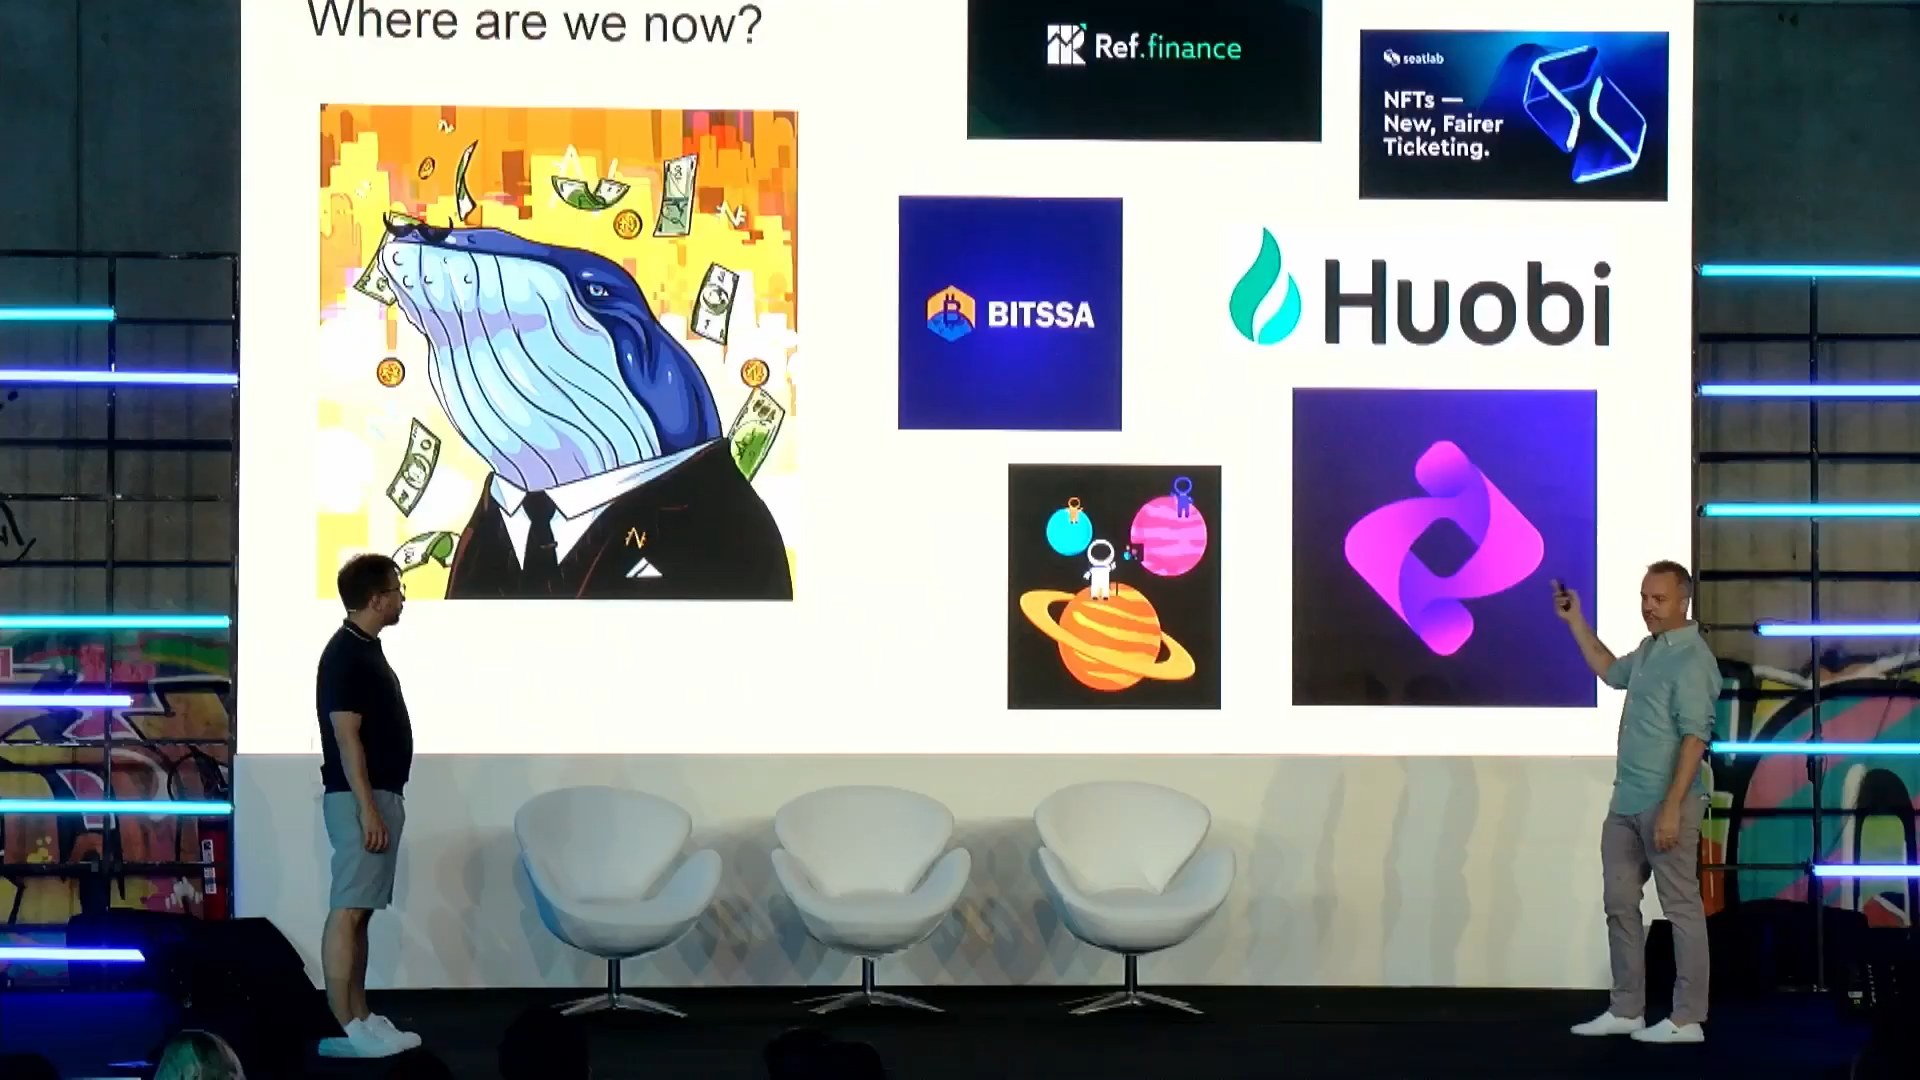 Where are we now?
Ref.finance
seatlab
NFTs —
New, Fairer
Ticketing.
BITSSA
Huobi